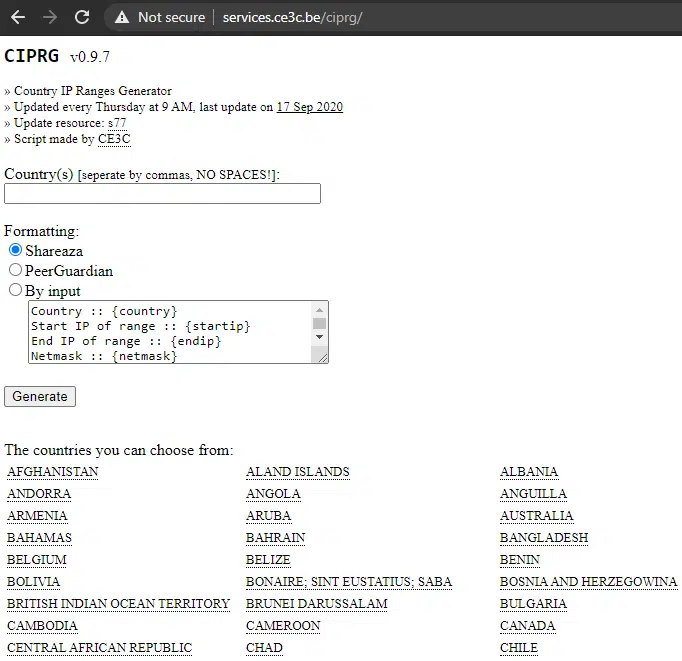 Not secure services.ce3c.be/ciprg/
CIPRG v0.9.7
» Country IP Ranges Generator
» Updated every Thursday at 9 AM, last update on 17 Sep 2020
» Update resource: s77
» Script made by CE3C
Country(s) [seperate by commas, NO SPACES!]:
Formatting:
Shareaza
PeerGuardian
By input
Country :: {country}
Start IP of range :: {startip}
End IP of range :: {endip}
Netmask :: {netmask}
Generate
The countries you can choose from:
AFGHANISTAN ALAND ISLANDS ALBANIA
ANDORRA ANGOLA ANGUILLA
ARMENIA ARUBA AUSTRALIA
BAHAMAS BAHRAIN BANGLADESH
BELGIUM BELIZE BENIN
BOLIVIA BONAIRE; SINT EUSTATIUS; SABA BOSNIA AND HERZEGOWINA
BRITISH INDIAN OCEAN TERRITORY BRUNEI DARUSSALAM BULGARIA
CAMBODIA CAMEROON CANADA
CENTRAL AFRICAN REPUBLIC CHAD CHILE